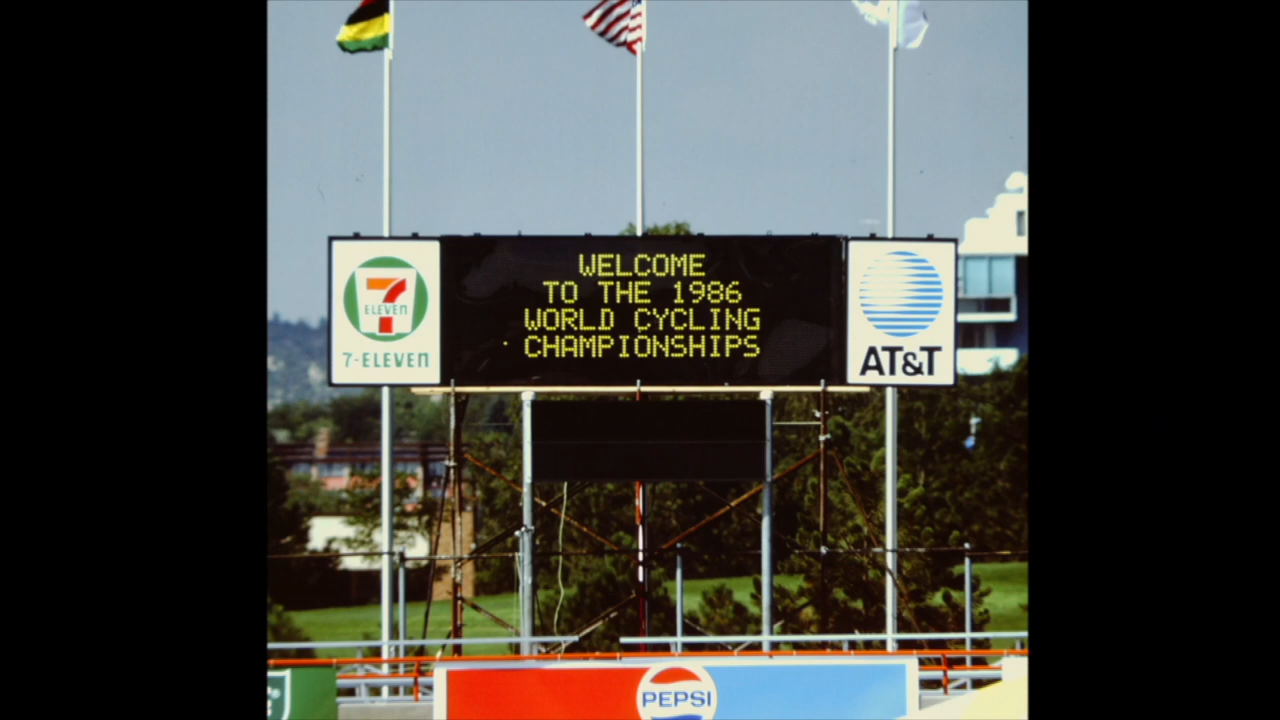 WELCOME
TO THE 1986
WORLD CYCLING
CHAMPIONSHIPS
7
ELEVEN
7-ELEVEN
AT&T
PEPSI